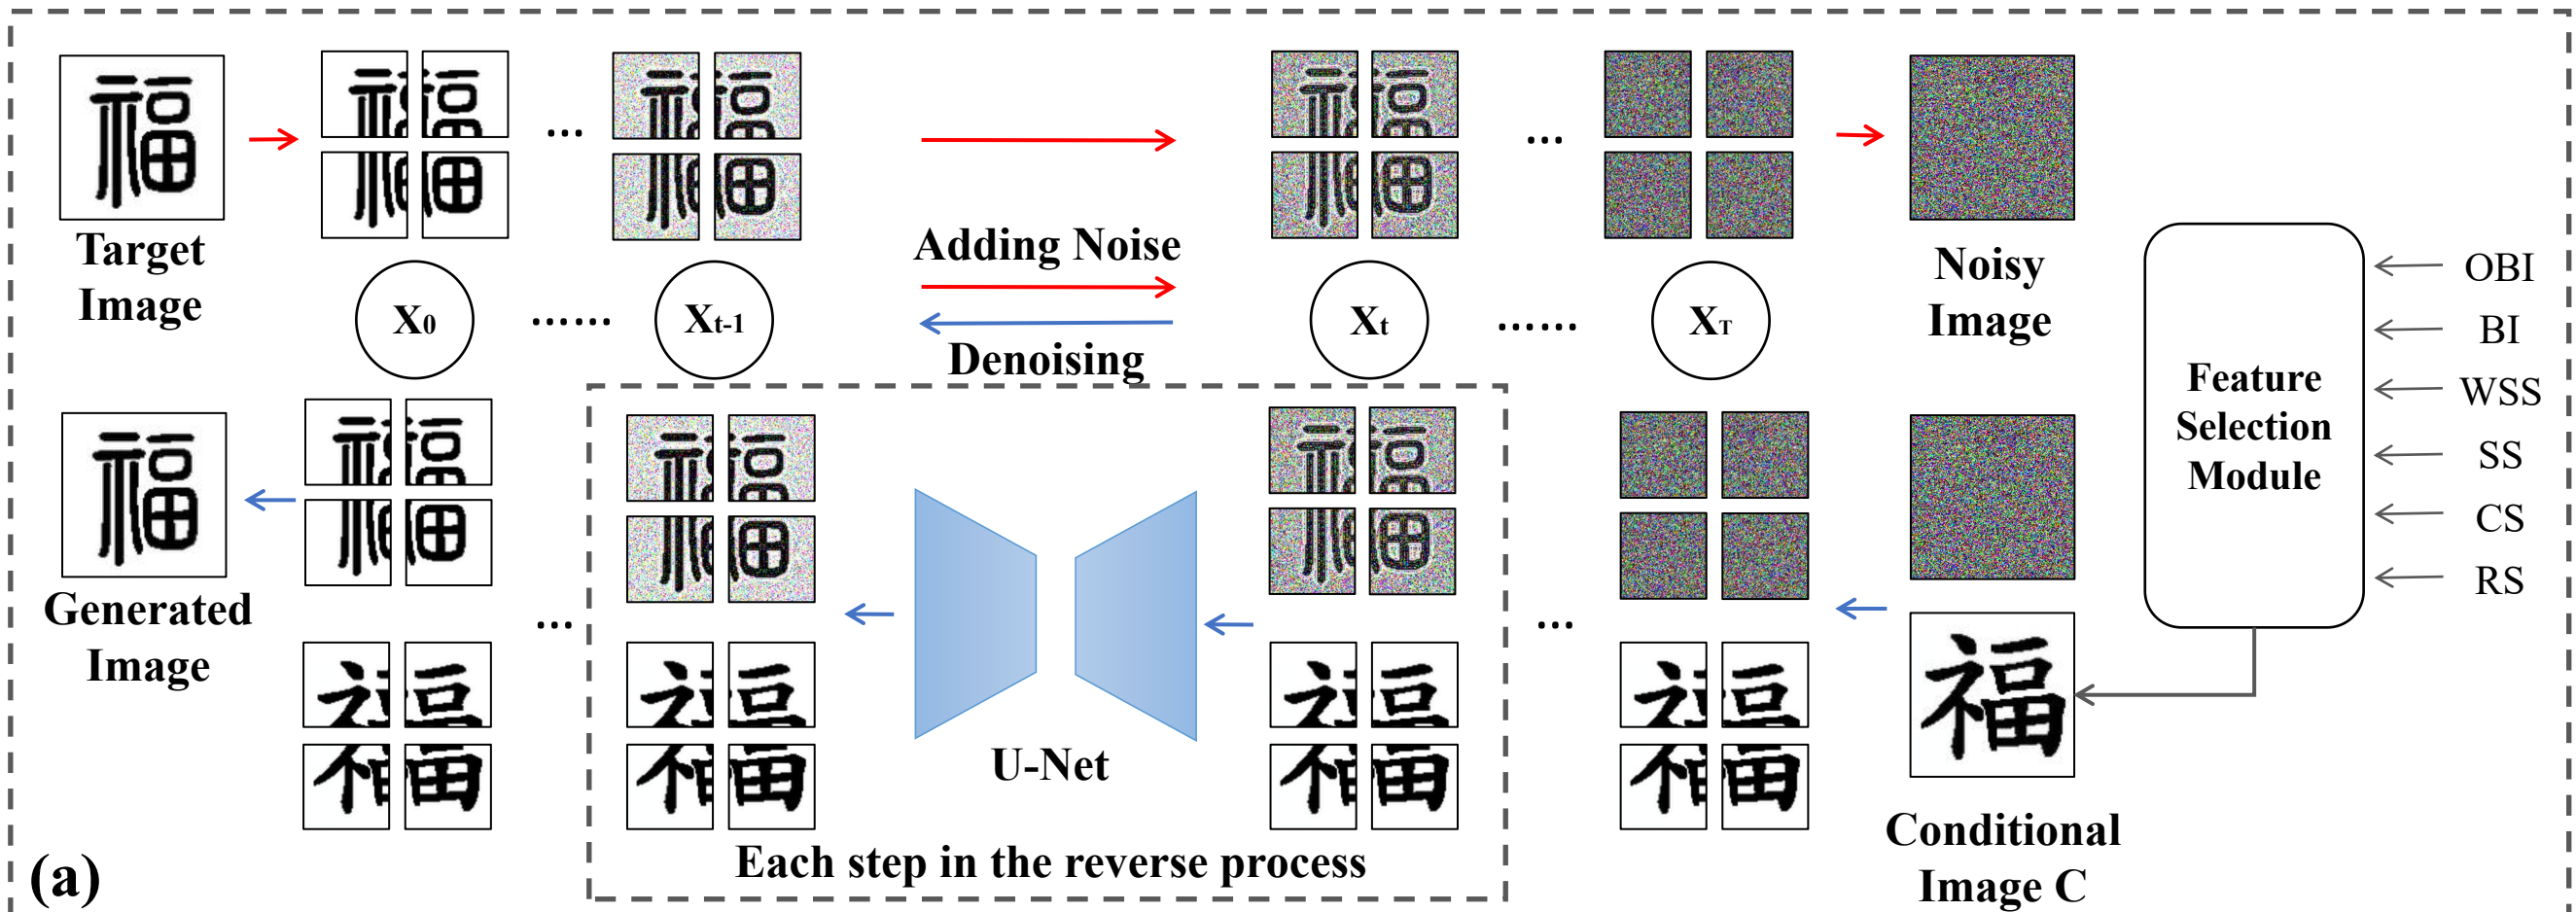 福
Target
Image
X0
......
Xt-1
Adding Noise
Denoising
Xt
......
XT
Noisy
Image
Feature
Selection
Module
OBI
BI
WSS
SS
CS
RS
福
Generated
Image
...
U-Net
Each step in the reverse process
福
Conditional
Image C
(a)